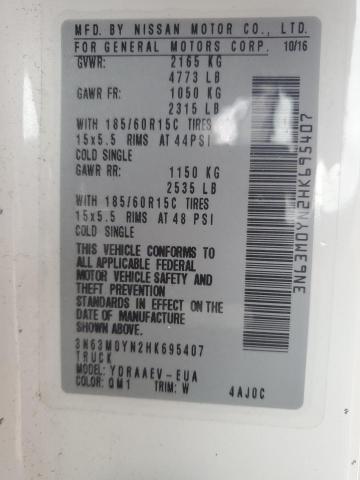 MFD. BY NISSAN MOTOR CO., LTD.
FOR GENERAL MOTORS CORP. 10/16
GVWR: 2165 KG
4773 LB
GAWR FR: 1050 KG
2315 LB
WITH 185/60R15C TIRES
15x5.5 RIMS AT 44PSI
COLD SINGLE
GAWR RR: 1150 KG
2535 LB
WITH 185/60R15C TIRES
15x5.5 RIMS AT 48 PSI
COLD SINGLE
THIS VEHICLE CONFORMS TO
ALL APPLICABLE FEDERAL
MOTOR VEHICLE SAFETY AND
THEFT PREVENTION
STANDARDS IN EFFECT ON THE
DATE OF MANUFACTURE
SHOWN ABOVE.
3N63M0YN2HK695407
TRUCK
MODEL: YDRAAEV-EUA
COLOR: QM1 TRIM: W 4AJ0C
3N63M0YN2HK695407